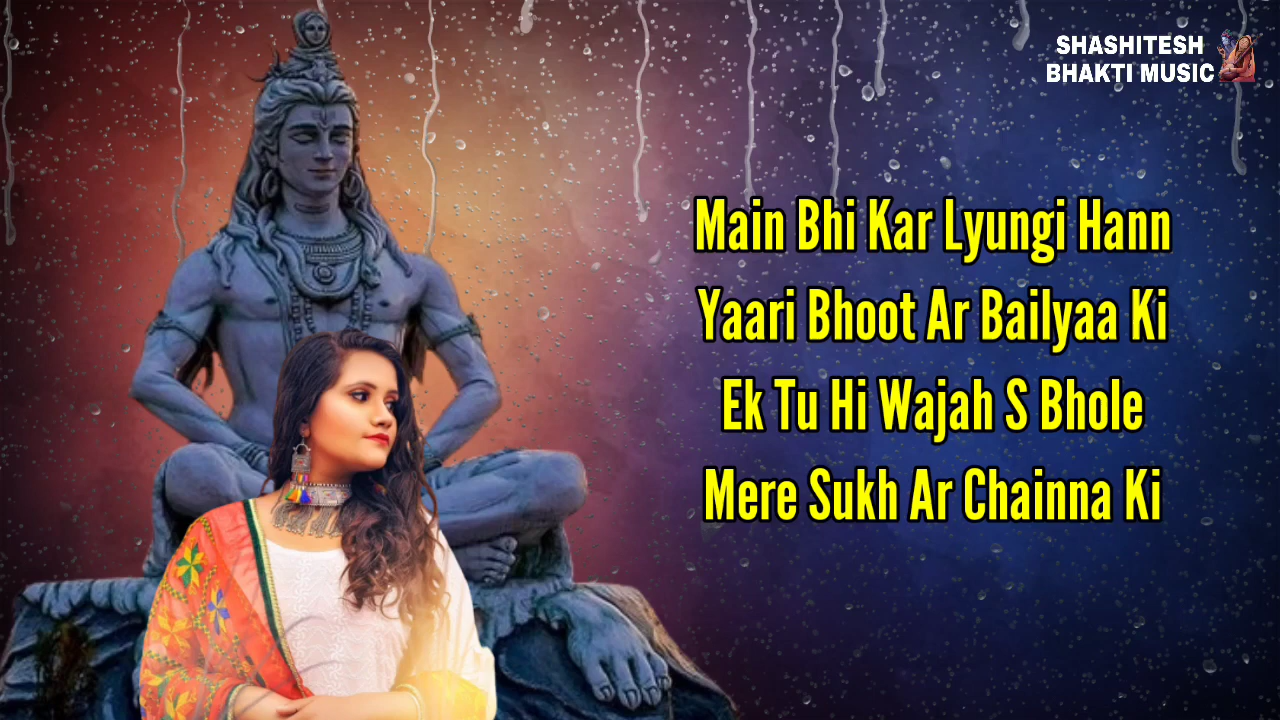 SHASHITESH
BHAKTI MUSIC
Main Bhi Kar Lyungi Hann
Yaari Bhoot Ar Bailyaa Ki
Ek Tu Hi Wajah S Bhole
Mere Sukh Ar Chainna Ki